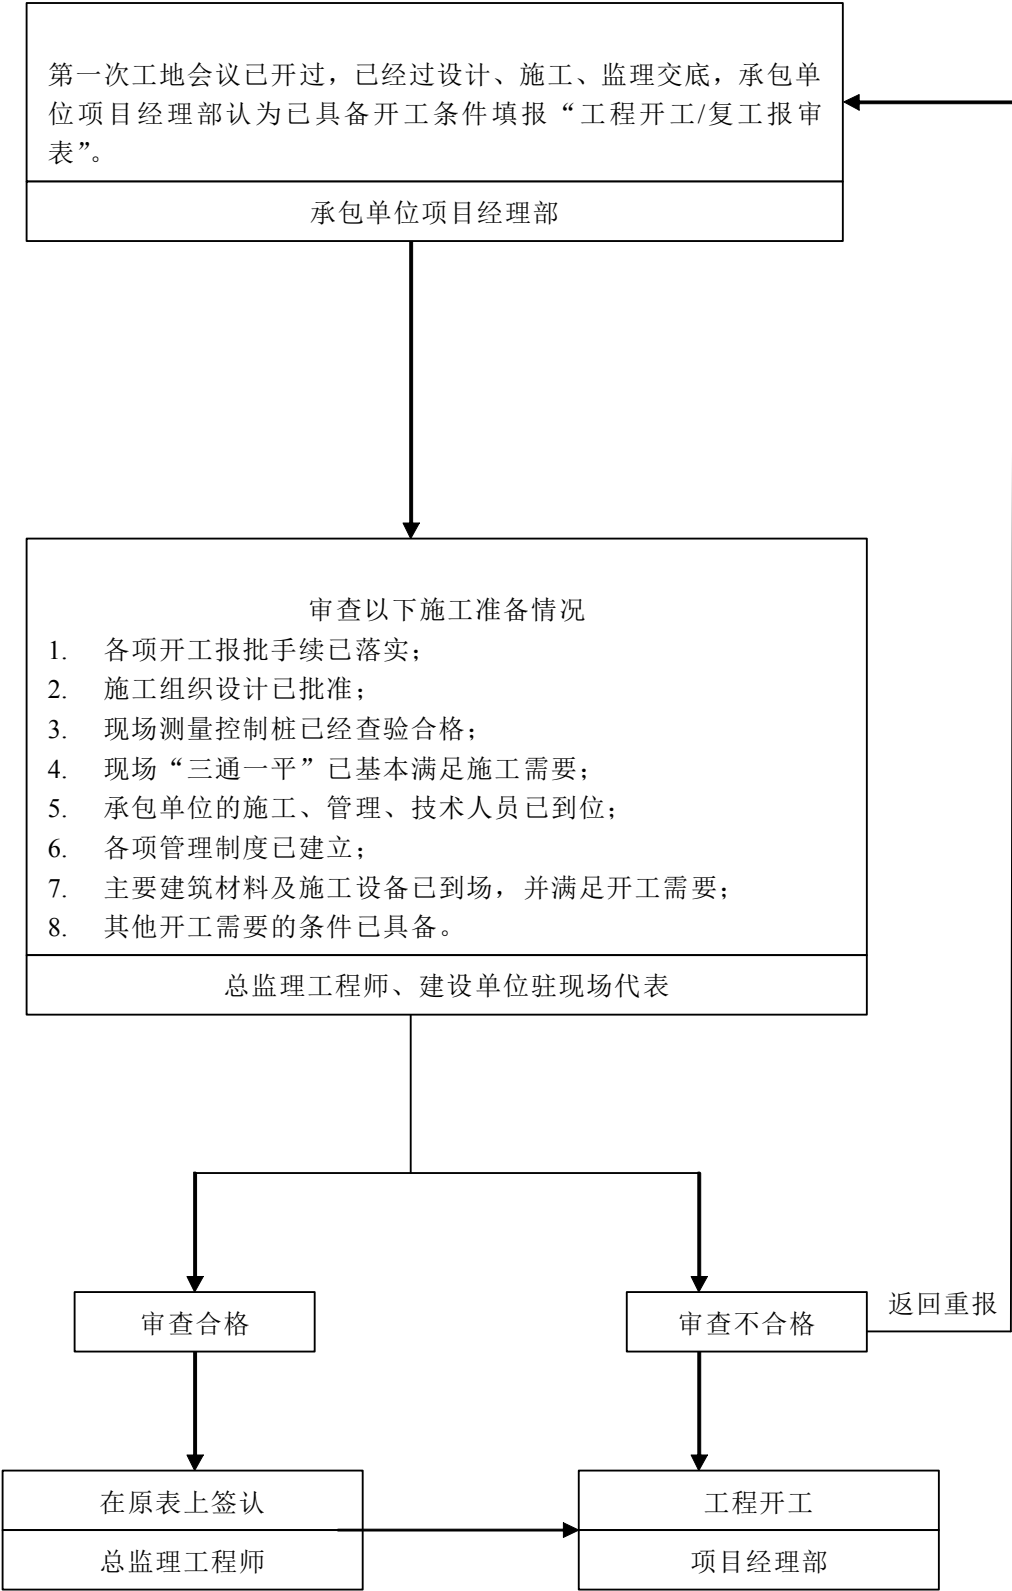 第一次工地会议已开过，已经过设计、施工、监理交底，承包单
位项目经理部认为已具备开工条件填报“工程开工/复工报审
表”。
承包单位项目经理部
审查以下施工准备情况
1. 各项开工报批手续已落实；
2. 施工组织设计已批准；
3. 现场测量控制桩已经查验合格；
4. 现场“三通一平”已基本满足施工需要；
5. 承包单位的施工、管理、技术人员已到位；
6. 各项管理制度已建立；
7. 主要建筑材料及施工设备已到场，并满足开工需要；
8. 其他开工需要的条件已具备。
总监理工程师、建设单位驻现场代表
审查合格
审查不合格
返回重报
在原表上签认
总监理工程师
工程开工
项目经理部